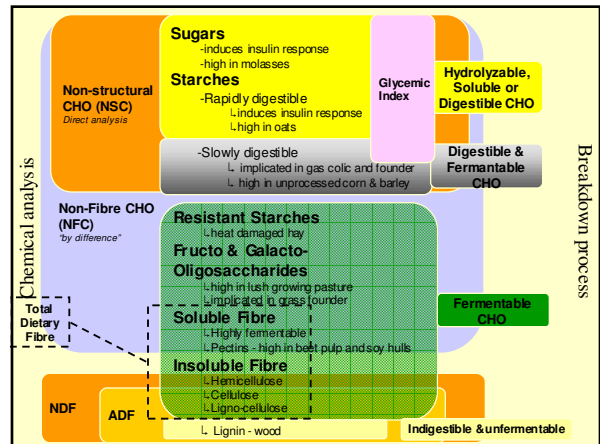 Chemical analysis
Non-structural
CHO (NSC)
Direct analysis
Sugars
-induces insulin response
-high in molasses
Starches
-Rapidly digestible
↳induces insulin response
↳high in oats
-Slowly digestible
↳ implicated in gas colic and founder
↳ high in unprocessed corn & barley
Glycemic
Index
Hydrolyzable,
Soluble or
Digestible CHO
Digestible &
Fermantable
CHO
Breakdown process
Non-Fibre CHO
(NFC)
"by difference"
Resistant Starches
↳heat damaged hay
Fructo & Galacto-
Oligosaccharides
↳high in lush growing pasture
↳implicated in grass founder
Soluble Fibre
↳Highly fermentable
↳Pectins - high in beet pulp and soy hulls
Insoluble Fibre
↳Hemicellulose
↳Cellulose
↳Ligno-cellulose
Fermentable
CHO
Total
Dietary
Fibre
NDF
ADF
↳ Lignin - wood
Indigestible &unfermentable